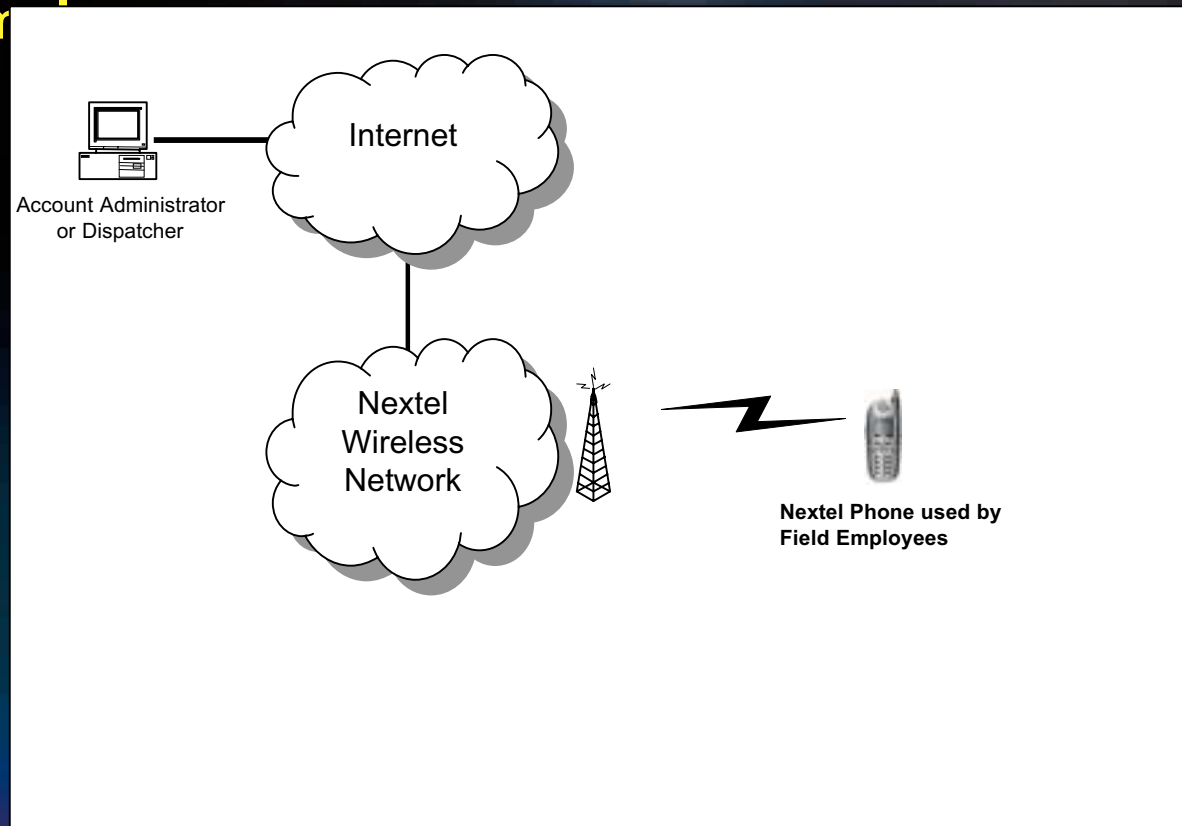 Internet
Account Administrator
or Dispatcher
Nextel
Wireless
Network
Nextel Phone used by
Field Employees